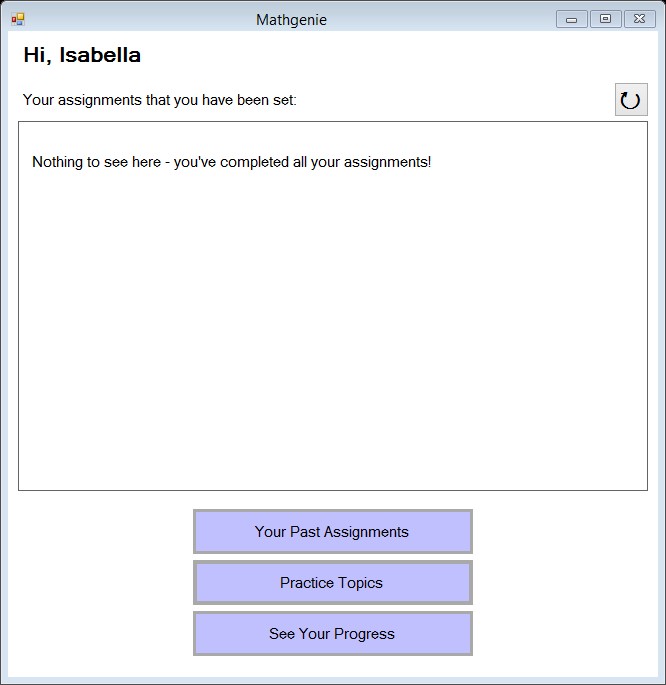 Mathgenie
Hi, Isabella
Your assignments that you have been set:
Nothing to see here - you've completed all your assignments!
Your Past Assignments
Practice Topics
See Your Progress